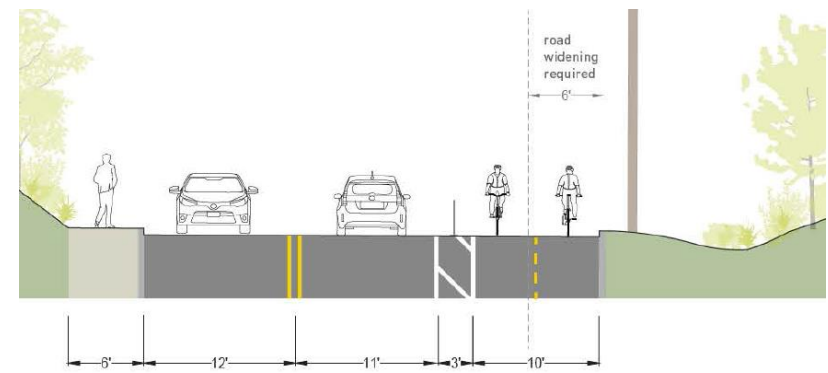 road
widening
required
6'
6' 12' 11' 3' 10'